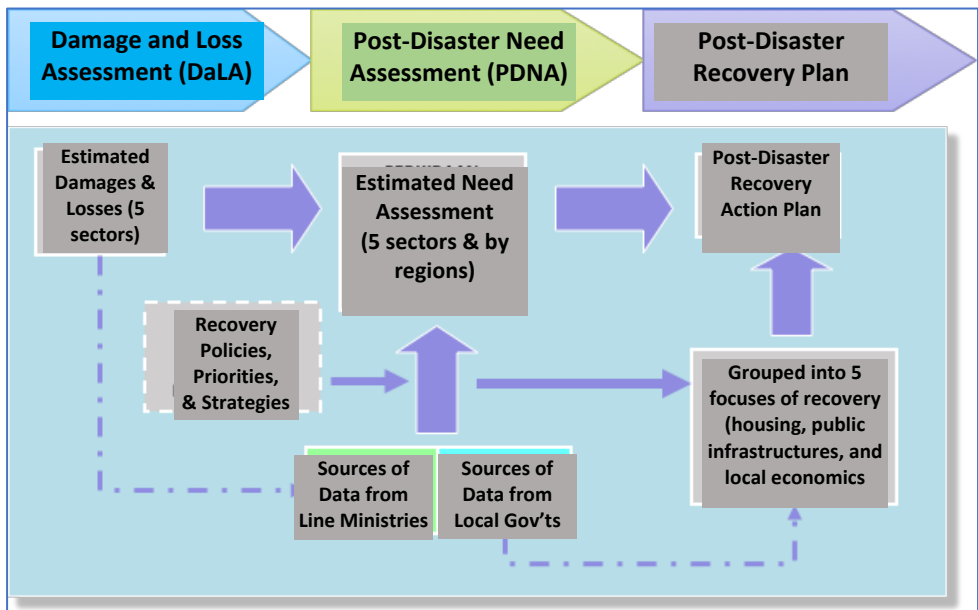 Damage and Loss
Assessment (DaLA)
Post-Disaster Need
Assessment (PDNA)
Post-Disaster
Recovery Plan
Estimated
Damages &
Losses (5
sectors)
Estimated Need
Assessment
(5 sectors & by
regions)
Post-Disaster
Recovery
Action Plan
Recovery
Policies,
Priorities,
& Strategies
Grouped into 5
focuses of recovery
(housing, public
infrastructures, and
local economics
Sources of
Data from
Line Ministries
Sources of
Data from
Local Gov’ts